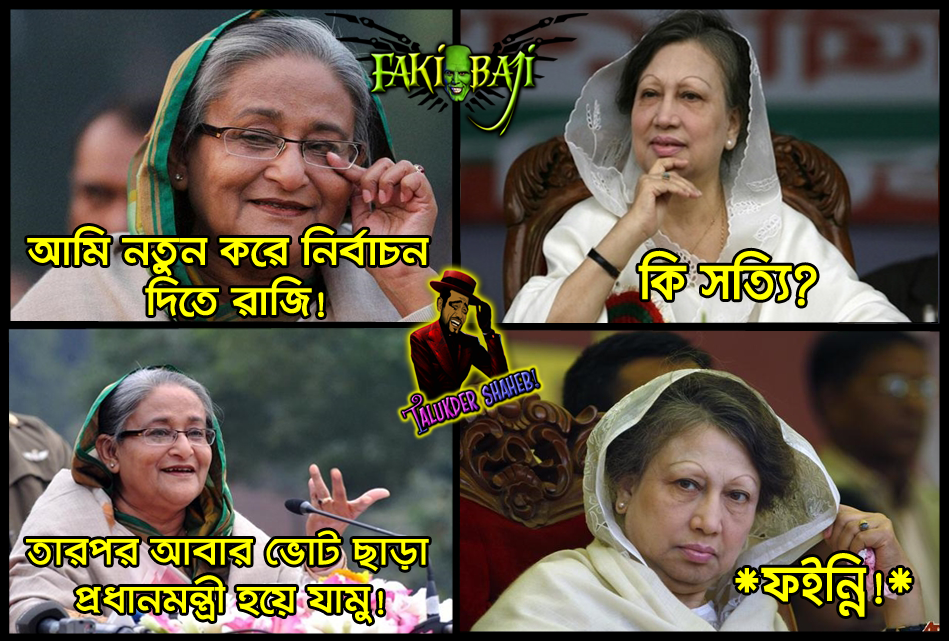 FAKIBAJI
আমি নতুন করে নির্বাচন
দিতে রাজি!
কি সত্যি?
TALUKDER SHAHEB!
তারপর আবার ভোট ছাড়া
প্রধানমন্ত্রী হয়ে যামু!
*ফইন্নি!*